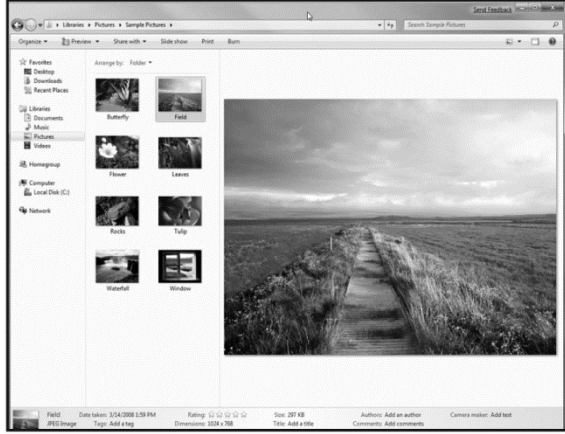 Send Feedback
Libraries Pictures Sample Pictures
Search Sample Pictures
Organize Preview Share with Slide show Print Burn
Favorites
Desktop
Downloads
Recent Places
Libraries
Documents
Music
Pictures
Videos
Homegroup
Computer
Local Disk (C:)
Network
Arrange by: Folder
Butterfly Field
Flower Leaves
Rocks Tulip
Waterfall Window
Field Date taken: 3/14/2008 1:59 PM Rating: Size: 297 KB Authors: Add an author Camera maker: Add text
JPEG Image Tags: Add a tag Dimensions: 1024 x 768 Title: Add a title Comments: Add comments